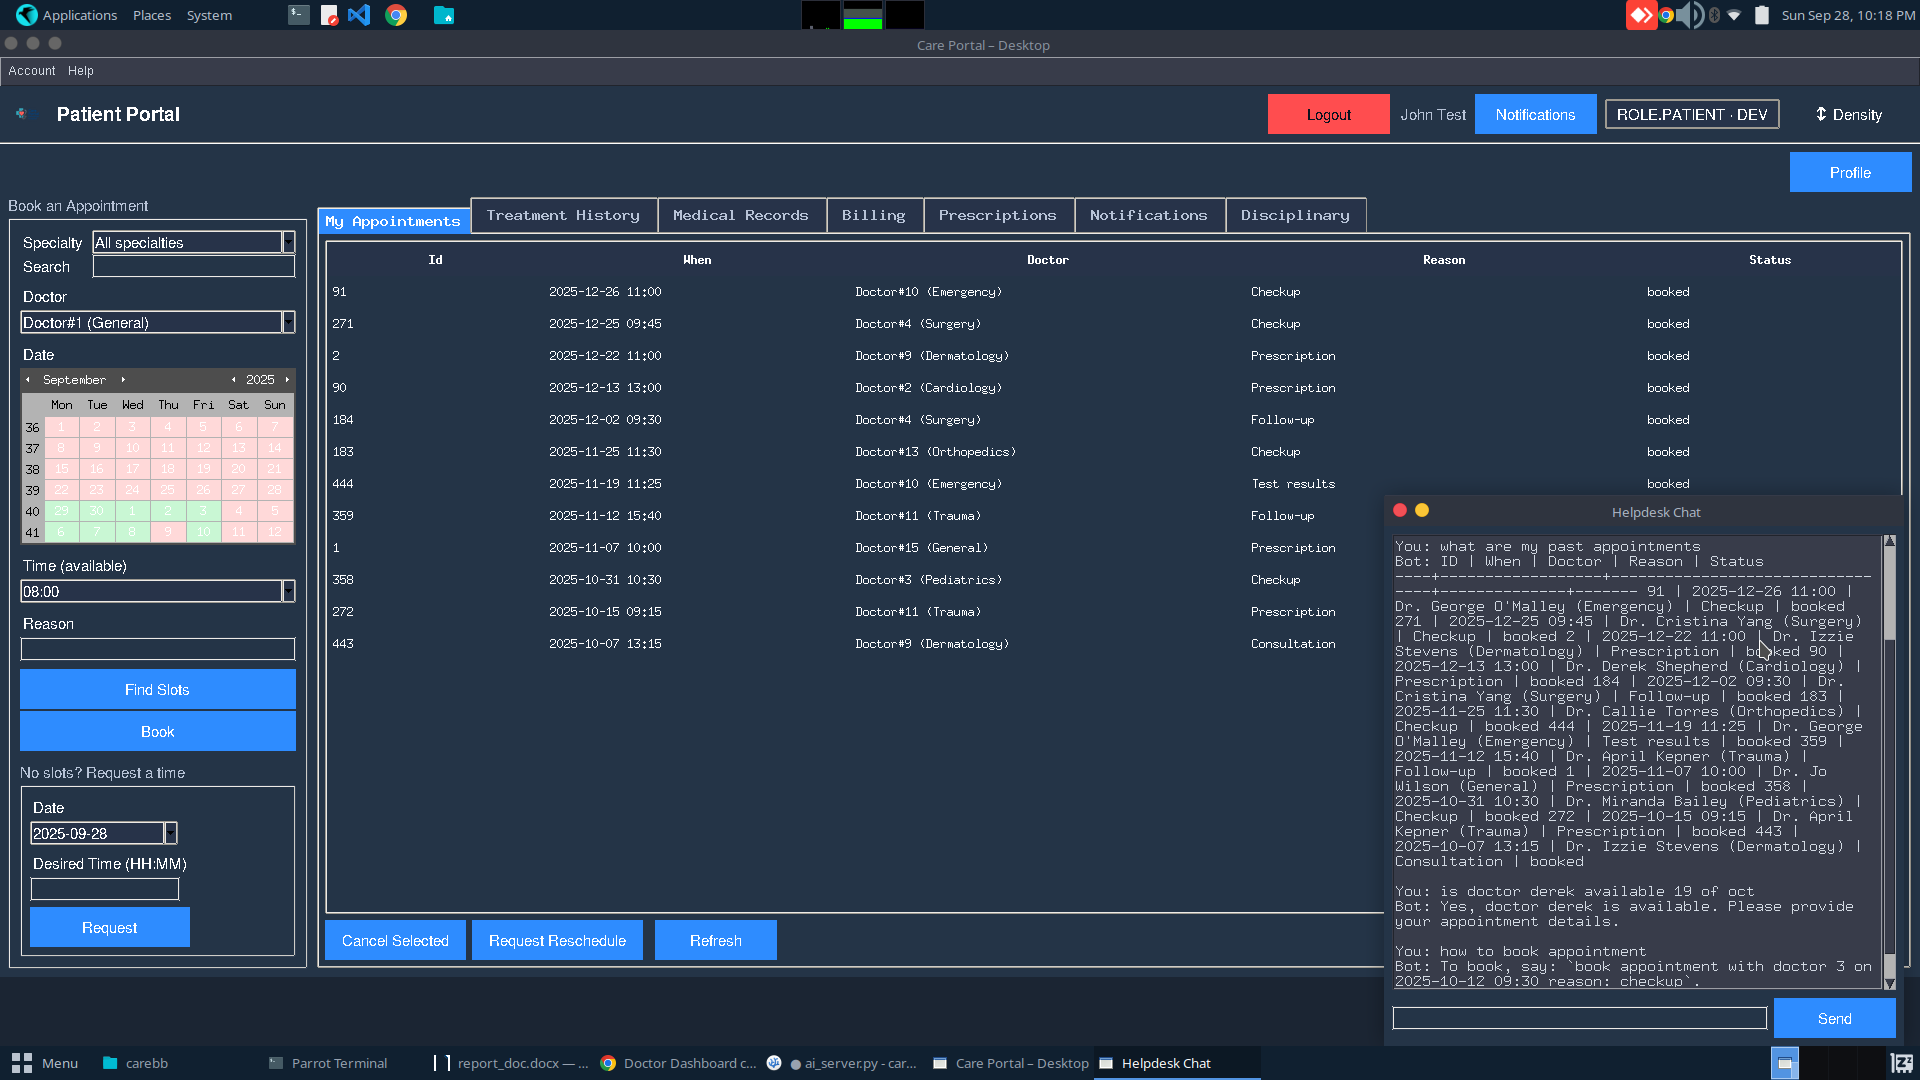 Applications Places System
Sun Sep 28, 10:18 PM
Care Portal – Desktop
Account Help
Patient Portal
Logout John Test Notifications ROLE.PATIENT · DEV ↕ Density
Profile
Book an Appointment
Specialty All specialties
Search
Doctor
Doctor#1 (General)
Date
September 2025
Mon Tue Wed Thu Fri Sat Sun
36 1 2 3 4 5 6 7
37 8 9 10 11 12 13 14
38 15 16 17 18 19 20 21
39 22 23 24 25 26 27 28
40 29 30 1 2 3 4 5
41 6 7 8 9 10 11 12
Time (available)
08:00
Reason
Find Slots
Book
No slots? Request a time
Date
2025-09-28
Desired Time (HH:MM)
Request
My Appointments Treatment History Medical Records Billing Prescriptions Notifications Disciplinary
Id When Doctor Reason Status
91 2025-12-26 11:00 Doctor#10 (Emergency) Checkup booked
271 2025-12-25 09:45 Doctor#4 (Surgery) Checkup booked
2 2025-12-22 11:00 Doctor#9 (Dermatology) Prescription booked
90 2025-12-13 13:00 Doctor#2 (Cardiology) Prescription booked
184 2025-12-02 09:30 Doctor#4 (Surgery) Follow-up booked
183 2025-11-25 11:30 Doctor#13 (Orthopedics) Checkup booked
444 2025-11-19 11:25 Doctor#10 (Emergency) Test results booked
359 2025-11-12 15:40 Doctor#11 (Trauma) Follow-up
1 2025-11-07 10:00 Doctor#15 (General) Prescription
358 2025-10-31 10:30 Doctor#3 (Pediatrics) Checkup
272 2025-10-15 09:15 Doctor#11 (Trauma) Prescription
443 2025-10-07 13:15 Doctor#9 (Dermatology) Consultation
Cancel Selected Request Reschedule Refresh
Helpdesk Chat
You: what are my past appointments
Bot: ID | When | Doctor | Reason | Status
----+------------------+-----------------------------
----+---------------+------- 91 | 2025-12-26 11:00 |
Dr. George O'Malley (Emergency) | Checkup | booked
271 | 2025-12-25 09:45 | Dr. Cristina Yang (Surgery)
| Checkup | booked 2 | 2025-12-22 11:00 | Dr. Izzie
Stevens (Dermatology) | Prescription | booked 90 |
2025-12-13 13:00 | Dr. Derek Shepherd (Cardiology) |
Prescription | booked 184 | 2025-12-02 09:30 | Dr.
Cristina Yang (Surgery) | Follow-up | booked 183 |
2025-11-25 11:30 | Dr. Callie Torres (Orthopedics) |
Checkup | booked 444 | 2025-11-19 11:25 | Dr. George
O'Malley (Emergency) | Test results | booked 359 |
2025-11-12 15:40 | Dr. April Kepner (Trauma) |
Follow-up | booked 1 | 2025-11-07 10:00 | Dr. Jo
Wilson (General) | Prescription | booked 358 |
2025-10-31 10:30 | Dr. Miranda Bailey (Pediatrics) |
Checkup | booked 272 | 2025-10-15 09:15 | Dr. April
Kepner (Trauma) | Prescription | booked 443 |
2025-10-07 13:15 | Dr. Izzie Stevens (Dermatology) |
Consultation | booked
You: is doctor derek available 19 of oct
Bot: Yes, doctor derek is available. Please provide
your appointment details.
You: how to book appointment
Bot: To book, say: `book appointment with doctor 3 on
2025-10-12 09:30 reason: checkup`.
Send
Menu carebb Parrot Terminal report_doc.docx — ... Doctor Dashboard c... ● ai_server.py - car... Care Portal – Desktop Helpdesk Chat